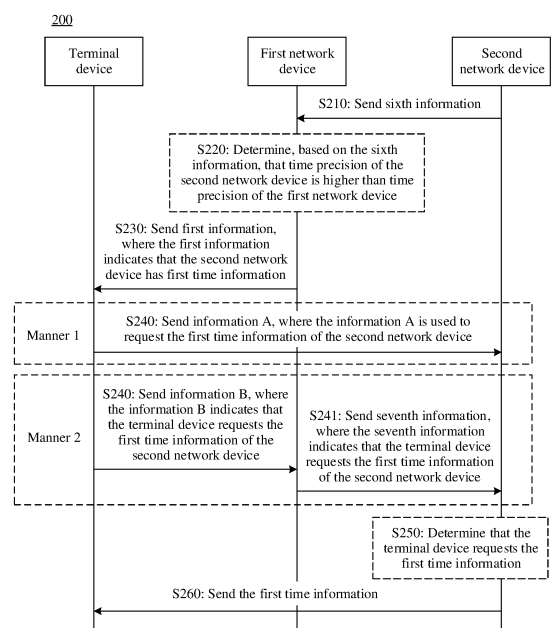 200
Terminal
device
First network
device
Second
network device
S210: Send sixth information
S220: Determine, based on the sixth
information, that time precision of the
second network device is higher than time
precision of the first network device
S230: Send first information,
where the first information
indicates that the second network
device has first time information
Manner 1
S240: Send information A, where the information A is used to
request the first time information of the second network device
Manner 2
S240: Send information B, where
the information B indicates that
the terminal device requests the
first time information of the
second network device
S241: Send seventh information,
where the seventh information
indicates that the terminal device
requests the first time information
of the second network device
S250: Determine that the
terminal device requests the
first time information
S260: Send the first time information